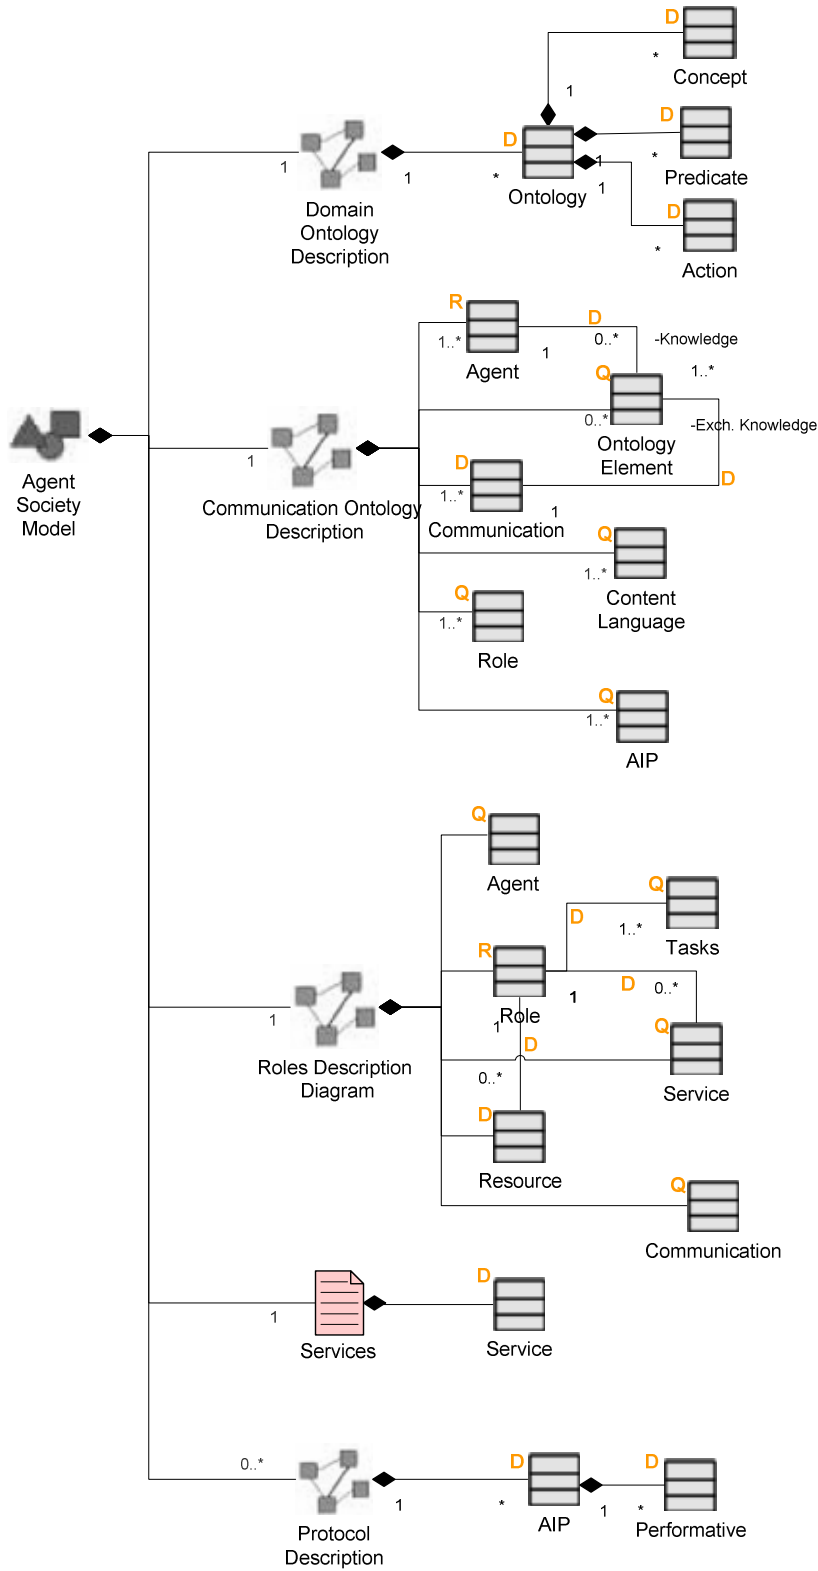 D
*
Concept
1
D
*
Predicate
D
1
1
*
Ontology
1
1
D
*
Action
Domain
Ontology
Description
R
1..*
Agent
1
D
0..*
-Knowledge
1..*
Q
0..*
-Exch. Knowledge
Ontology
Element
Agent
Society
Model
1
Communication Ontology
Description
D
1..*
1
D
Communication
Q
1..*
Content
Language
Q
1..*
Role
Q
1..*
AIP
Q
Agent
Q
D
1..*
Tasks
R
D
0..*
1
Role
1
1
Q
D
Service
Roles Description
Diagram
0..*
D
Resource
Q
Communication
D
1
Services
Service
0..*
D
D
1
*
1
*
AIP
Performative
Protocol
Description